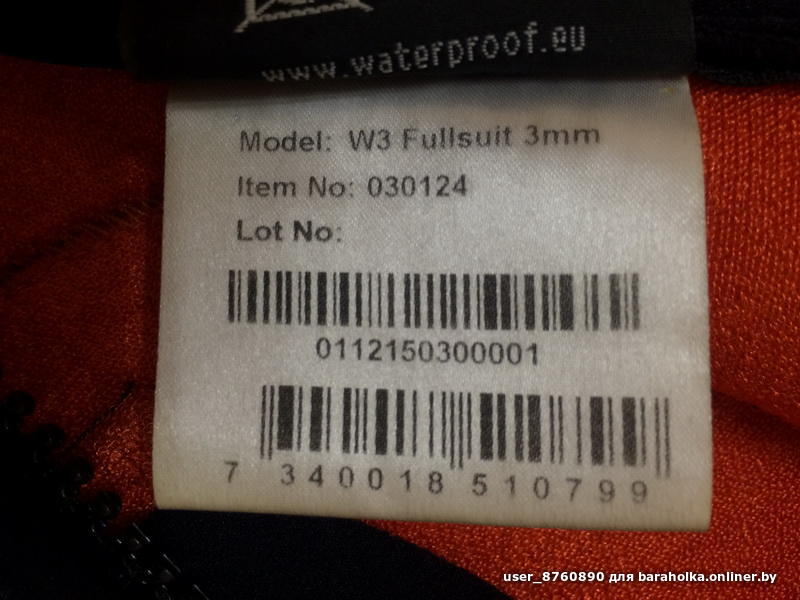 www.waterproof.eu
Model: W3 Fullsuit 3mm
Item No: 030124
Lot No:
0112150300001
7 340018 510799
user_8760890 для baraholka.onliner.by